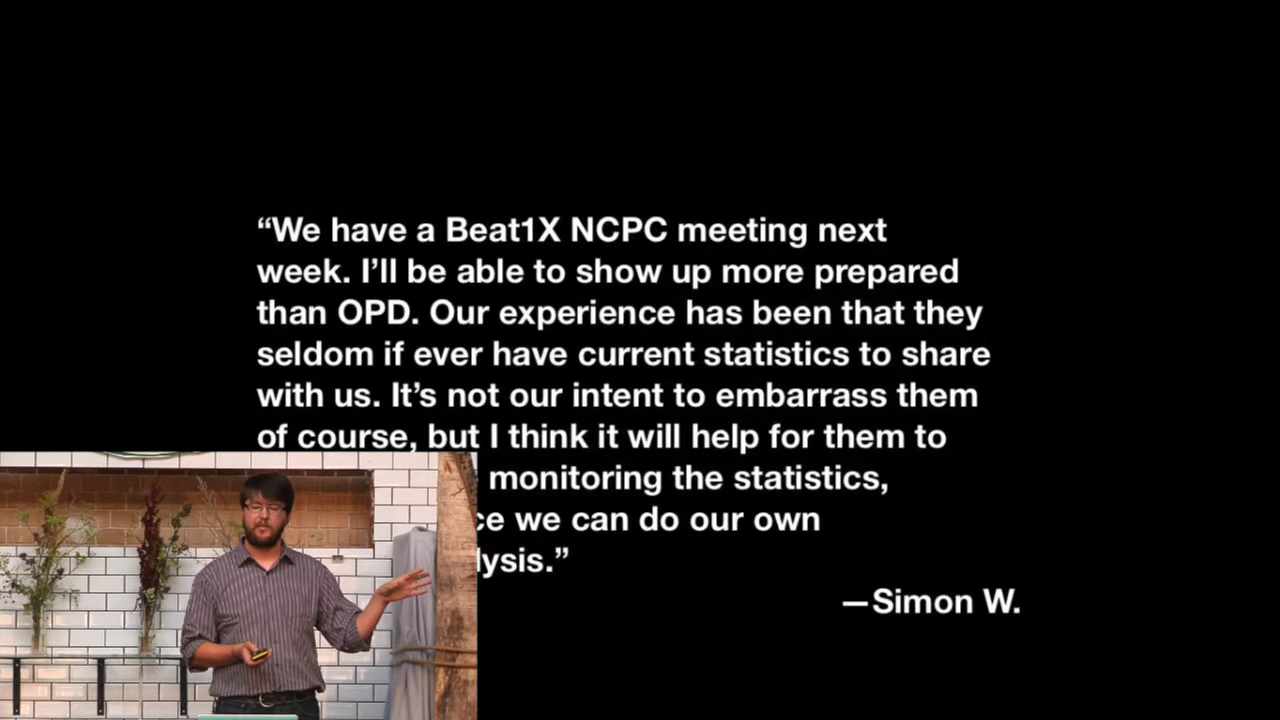 “We have a Beat1X NCPC meeting next
week. I’ll be able to show up more prepared
than OPD. Our experience has been that they
seldom if ever have current statistics to share
with us. It’s not our intent to embarrass them
of course, but I think it will help for them to
monitoring the statistics,
we can do our own
—Simon W.